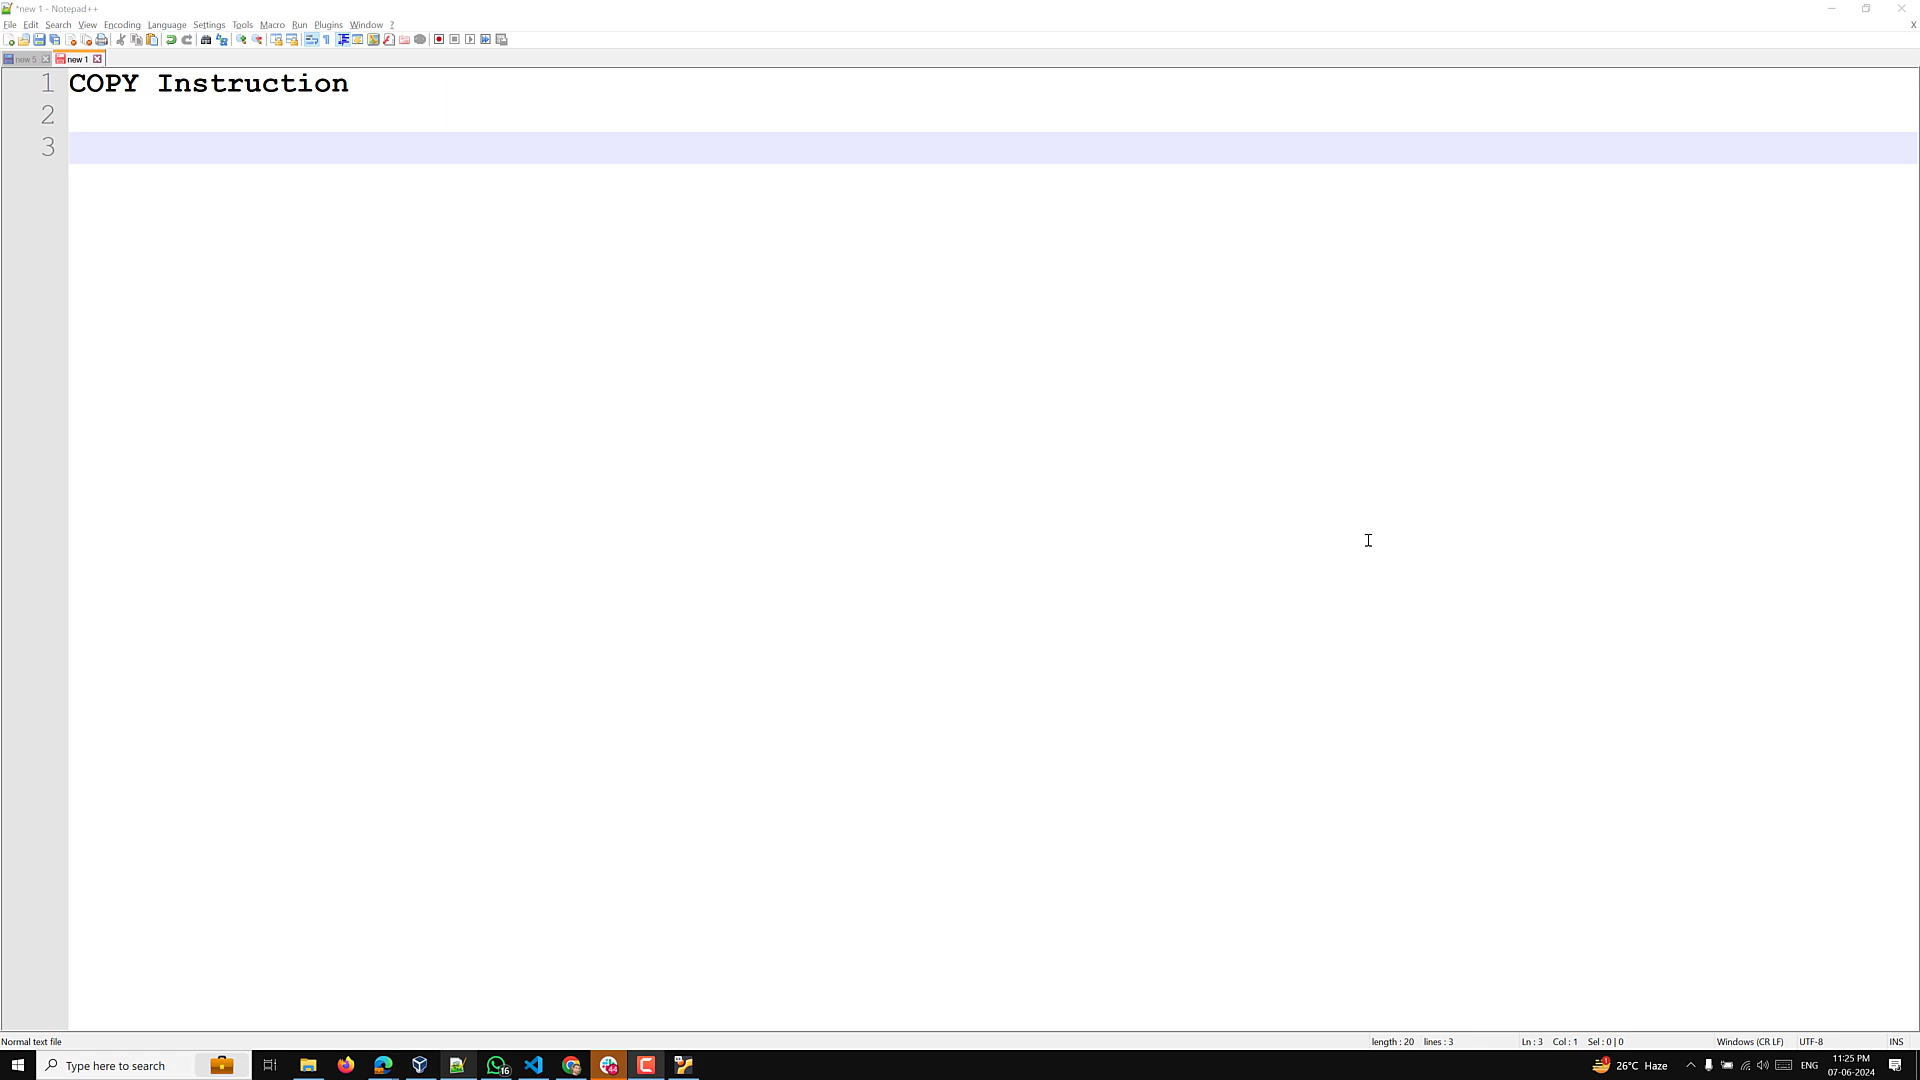 *new 1 - Notepad++
File Edit Search View Encoding Language Settings Tools Macro Run Plugins Window ?
X
new 5 new 1
1 COPY Instruction
2
3
Normal text file length : 20 lines : 3 Ln : 3 Col : 1 Sel : 0 | 0 Windows (CR LF) UTF-8 INS
Type here to search 16 44 1 26°C Haze ENG 11:25 PM
07-06-2024